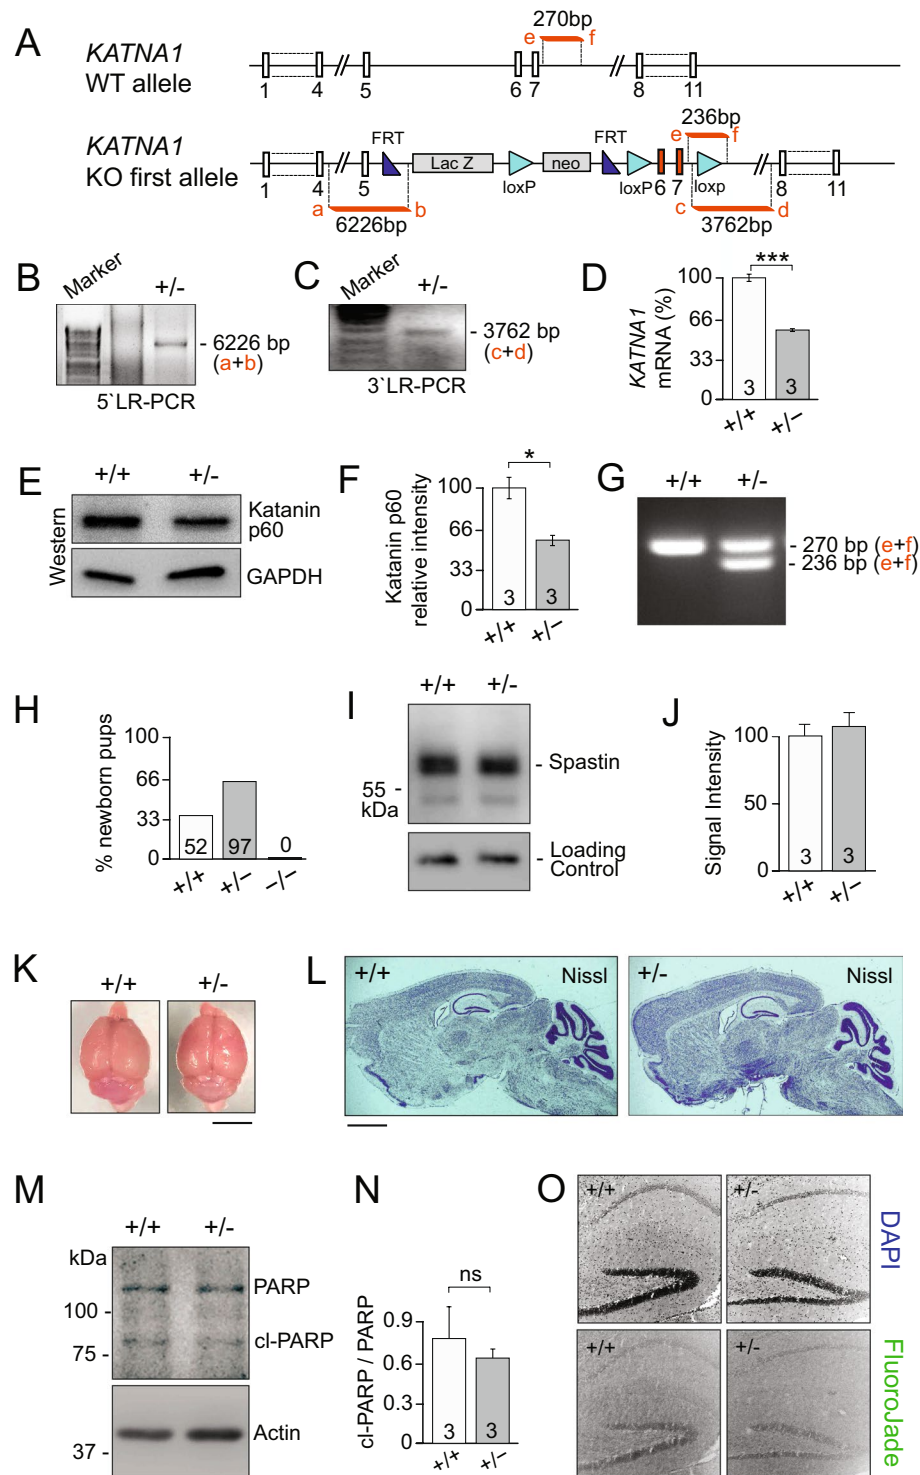 A
KATNA1
WT allele
270bp
e f
1 4 5 6 7 8 11
KATNA1
KO first allele
236bp
e f
FRT FRT
Lac Z neo
loxP loxP loxp
1 4 5 6 7 8 11
a b c d
6226bp 3762bp
B
Marker +/-
- 6226 bp
(a+b)
5`LR-PCR
C
Marker +/-
- 3762 bp
(c+d)
3`LR-PCR
D
KATNA1
mRNA (%)
100
66
33
0
***
3 3
+/+ +/−
E
Western
+/+ +/-
Katanin
p60
GAPDH
F
Katanin p60
relative intensity
100
66
33
0
*
3 3
+/+ +/−
G
+/+ +/-
- 270 bp (e+f)
- 236 bp (e+f)
H
% newborn pups
100
66
33
0
52 97 0
+/+ +/− −/−
I
+/+ +/-
- Spastin
55 -
kDa
- Loading
Control
J
Signal Intensity
100
50
0
3 3
+/+ +/−
K
+/+ +/-
L
+/+ Nissl
+/- Nissl
M
+/+ +/-
kDa
PARP
100 -
cl-PARP
75 -
Actin
37 -
N
cl-PARP / PARP
0.9
0.6
0.3
0
ns
3 3
+/+ +/−
O
+/+ +/-
DAPI
+/+ +/-
FluoroJade